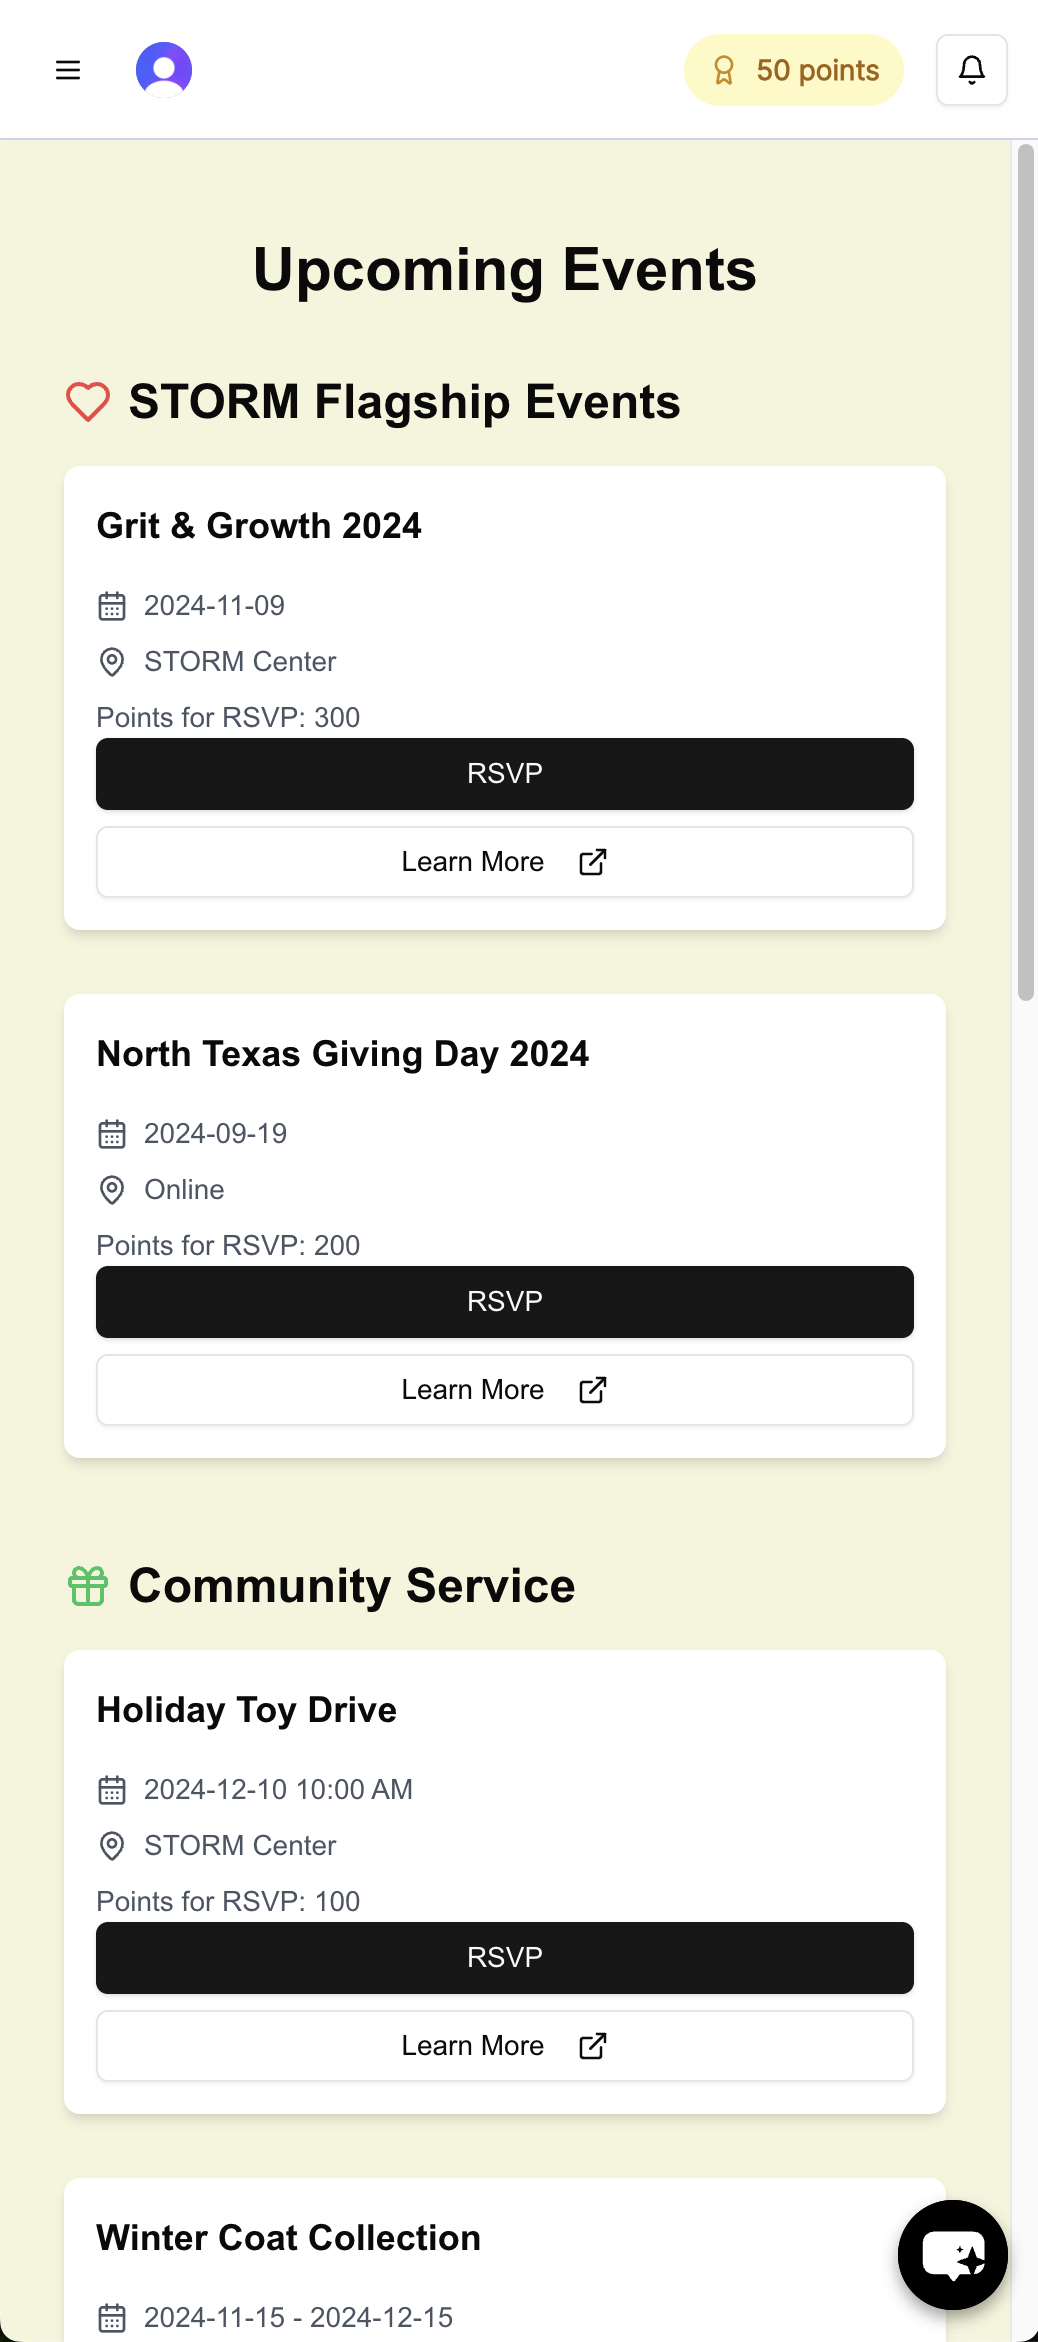 50 points
Upcoming Events
STORM Flagship Events
Grit & Growth 2024
2024-11-09
STORM Center
Points for RSVP: 300
RSVP
Learn More
North Texas Giving Day 2024
2024-09-19
Online
Points for RSVP: 200
RSVP
Learn More
Community Service
Holiday Toy Drive
2024-12-10 10:00 AM
STORM Center
Points for RSVP: 100
RSVP
Learn More
Winter Coat Collection
2024-11-15 - 2024-12-15